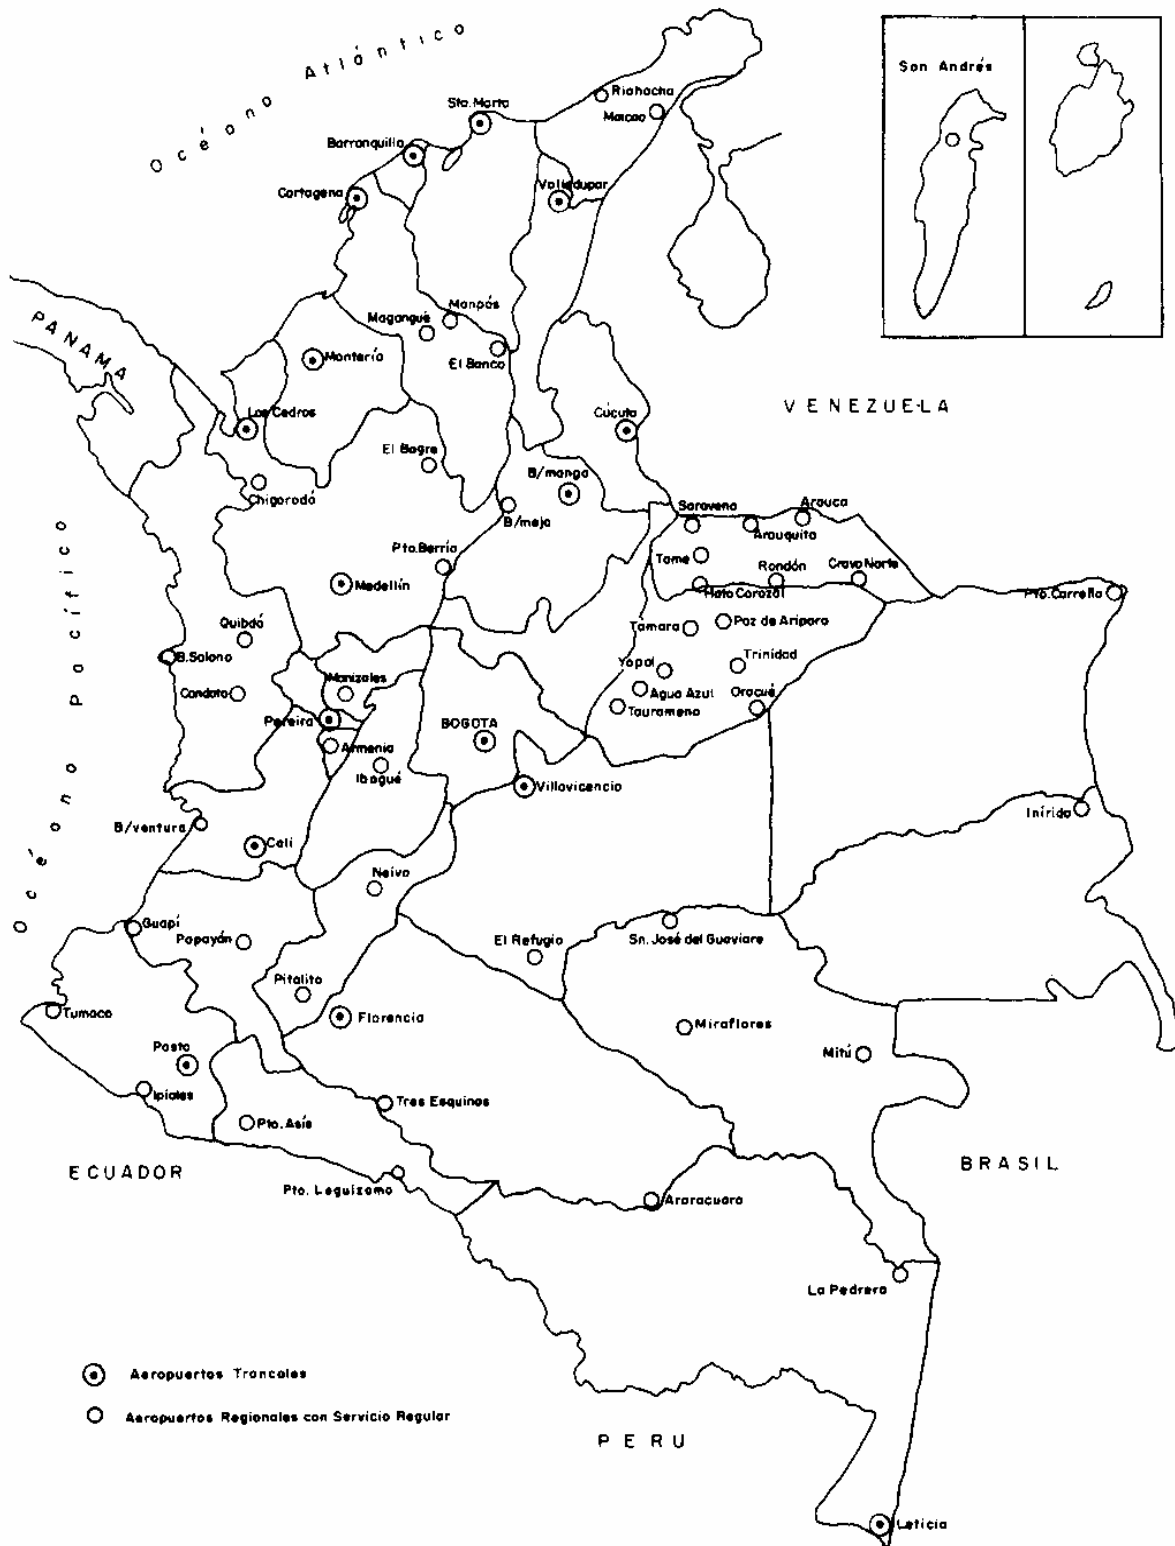 Océano Atlántico
San Andrés
Riohacha
Maicao
Sta. Marta
Barranquilla
Valledupar
Cartagena
PANAMA
Monpós
Magangué
Montería
El Banco
VENEZUELA
Los Cedros
Cúcuta
El Bagre
B/manga
Chigorodó
B/meja
Saravena
Arauca
Arauquita
Pto. Berrío
Tame
Rondón
Cravo Norte
Medellín
Hato Corozal
Pto. Carreño
Océono Pacífico
Quibdó
Támara
Paz de Ariporo
B. Solano
Yopal
Trinidad
Condoto
Manizales
Agua Azul
Orocué
Tauramena
Pereira
BOGOTA
Armenia
Ibagué
Villavicencio
Inírida
B/ventura
Cali
Neiva
Guapí
Popayán
El Refugio
Sn. José del Guaviare
Pitalito
Tumaco
Florencia
Miraflores
Pasto
Mitú
Ipiales
Tres Esquinas
Pto. Asís
ECUADOR
BRASIL
Pto. Leguízamo
Araracuara
La Pedrera
Aeropuertos Troncales
Aeropuertos Regionales con Servicio Regular
PERU
Leticia